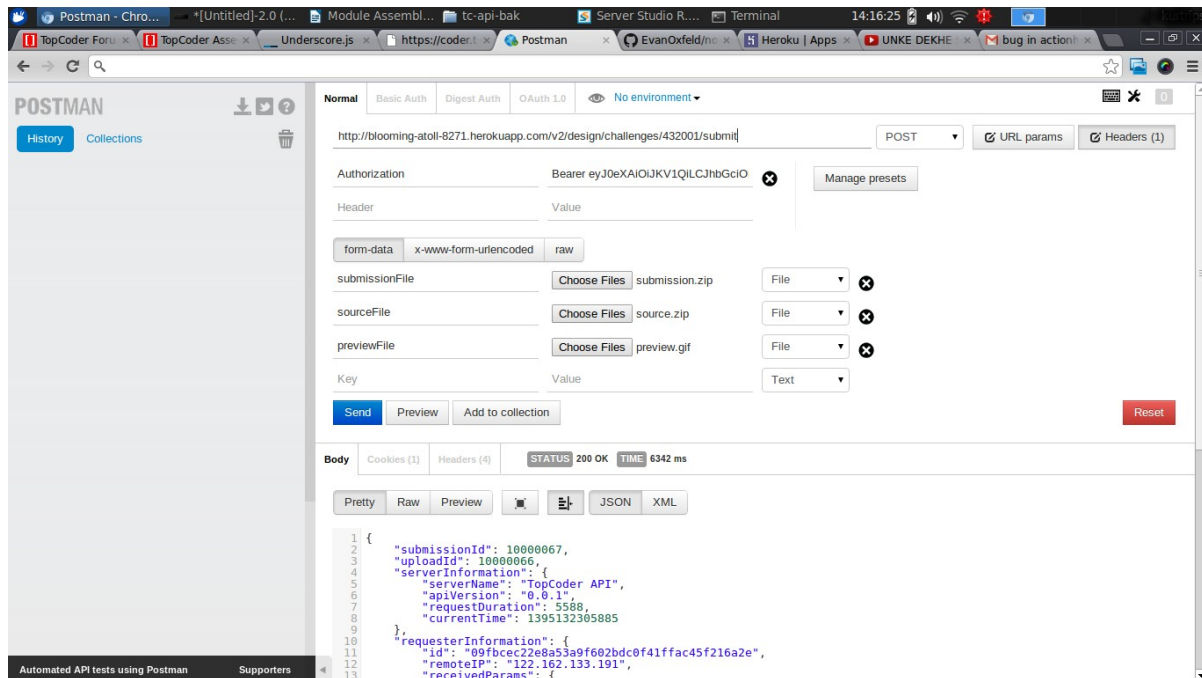 Postman - Chro... *[Untitled]-2.0 (... Module Assembl... tc-api-bak Server Studio R.... Terminal 14:16:25
TopCoder Foru TopCoder Asse Underscore.js https://coder.t Postman EvanOxfeld/no Heroku | Apps UNKE DEKHE bug in actionh
POSTMAN
History Collections
Normal Basic Auth Digest Auth OAuth 1.0 No environment 0
http://blooming-atoll-8271.herokuapp.com/v2/design/challenges/432001/submit POST URL params Headers (1)
Authorization Bearer eyJ0eXAiOiJKV1QiLCJhbGciO Manage presets
Header Value
form-data x-www-form-urlencoded raw
submissionFile Choose Files submission.zip File
sourceFile Choose Files source.zip File
previewFile Choose Files preview.gif File
Key Value Text
Send Preview Add to collection Reset
Body Cookies (1) Headers (4) STATUS 200 OK TIME 6342 ms
Pretty Raw Preview JSON XML
1 {
2 "submissionId": 10000067,
3 "uploadId": 10000066,
4 "serverInformation": {
5 "serverName": "TopCoder API",
6 "apiVersion": "0.0.1",
7 "requestDuration": 5588,
8 "currentTime": 1395132305885
9 },
10 "requesterInformation": {
11 "id": "09fbcec22e8a53a9f602bdc0f41ffac45f216a2e",
12 "remoteIP": "122.162.133.191",
13 "receivedParams": {
Automated API tests using Postman Supporters